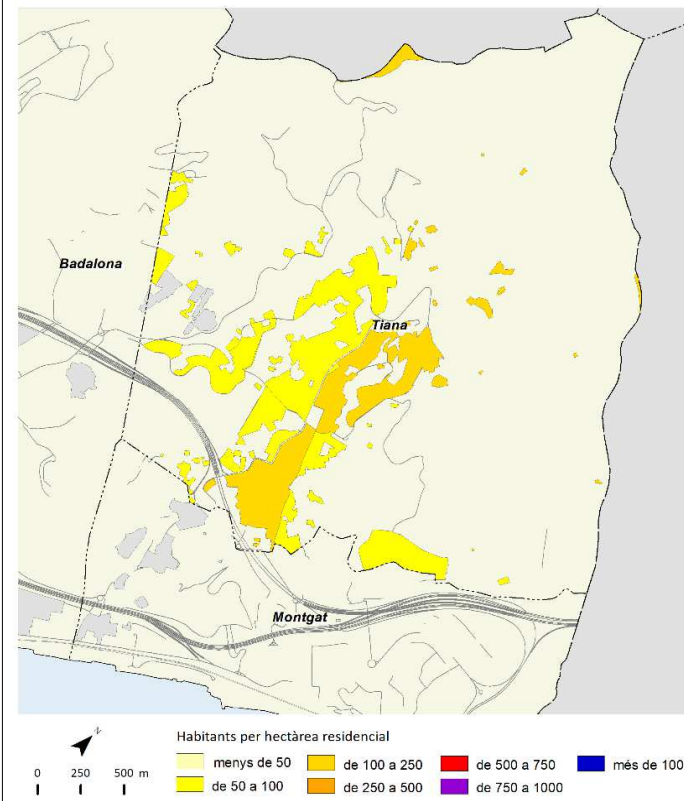 Badalona
Tiana
Montgat
N
0 250 500 m
Habitants per hectàrea residencial
menys de 50
de 100 a 250
de 500 a 750
més de 100
de 50 a 100
de 250 a 500
de 750 a 1000